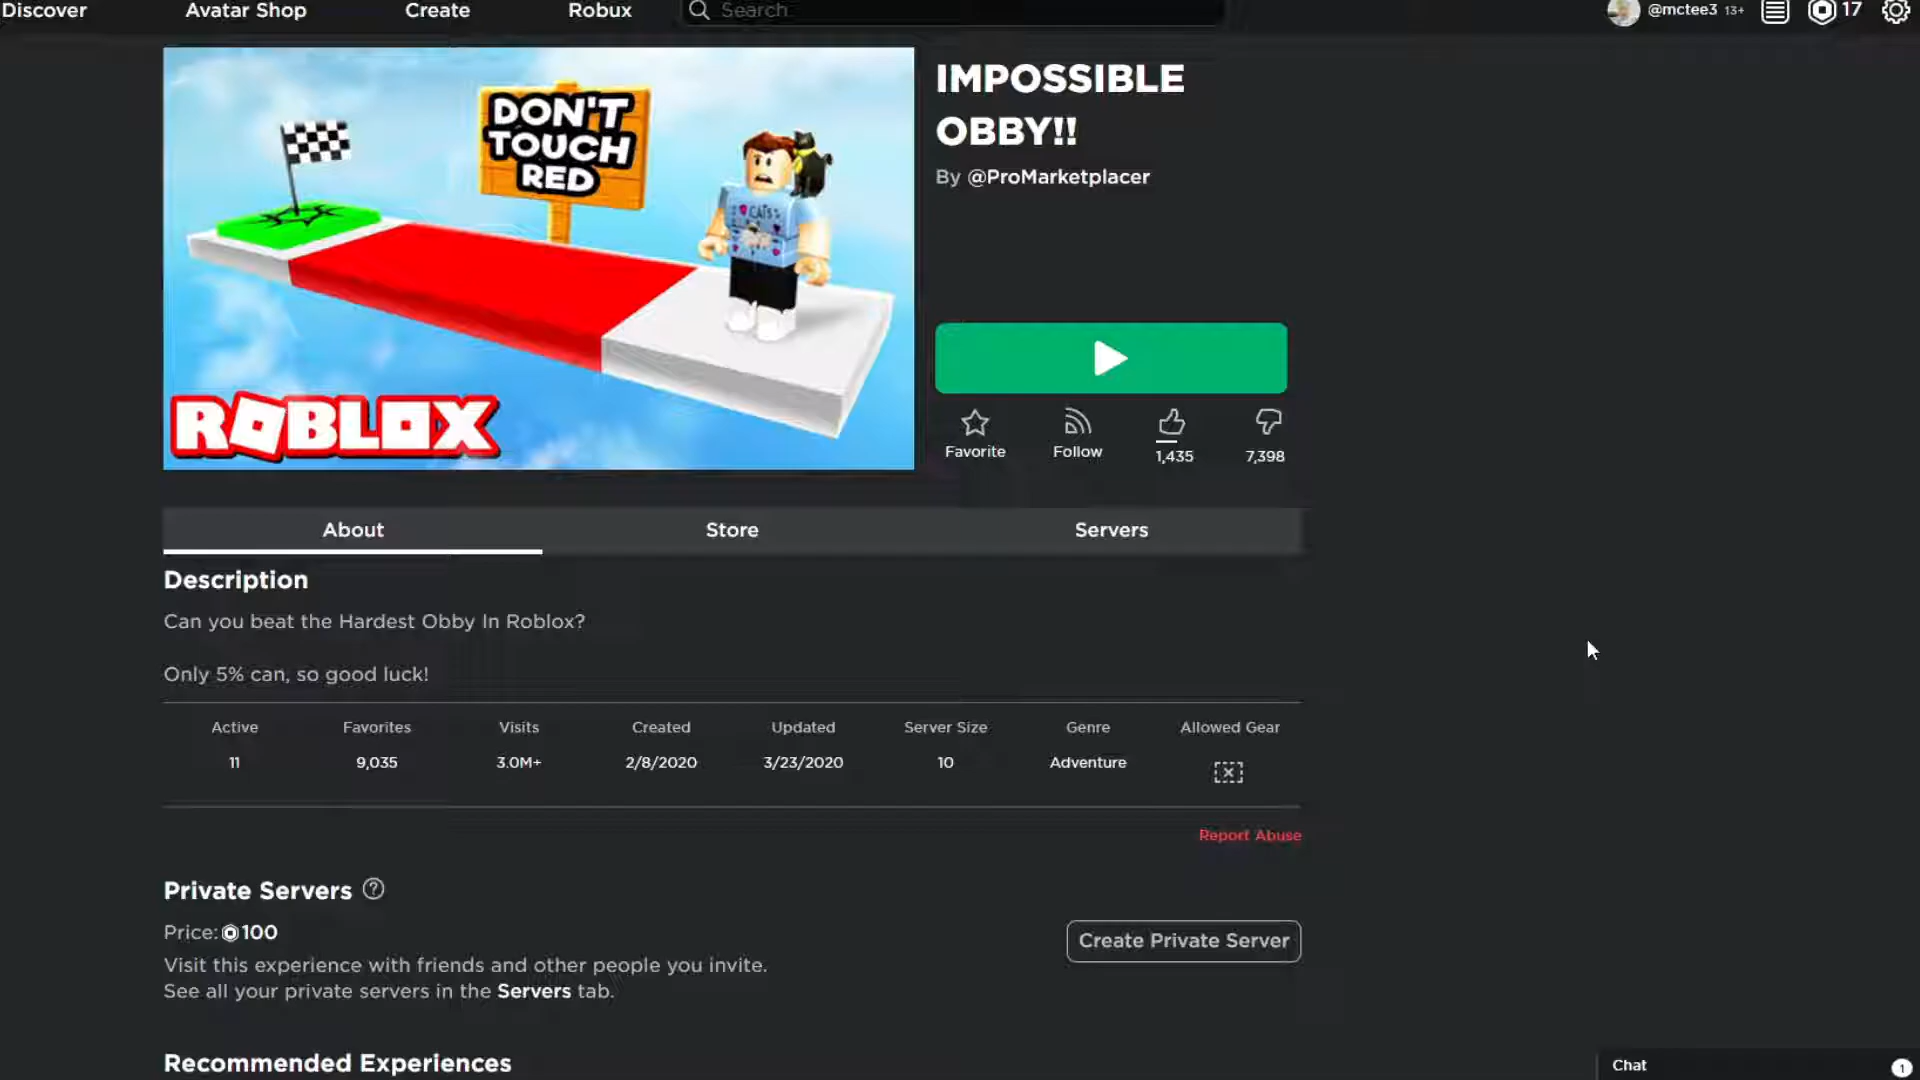 Discover Avatar Shop Create Robux Search @mctee3 13+ 17
DON'T
TOUCH
RED
I CATS
ROBLOX
IMPOSSIBLE
OBBY!!
By @ProMarketplacer
Favorite Follow 1,435 7,398
About Store Servers
Description
Can you beat the Hardest Obby In Roblox?
Only 5% can, so good luck!
Active Favorites Visits Created Updated Server Size Genre Allowed Gear
11 9,035 3.0M+ 2/8/2020 3/23/2020 10 Adventure
Report Abuse
Private Servers
Price: 100
Create Private Server
Visit this experience with friends and other people you invite.
See all your private servers in the Servers tab.
Recommended Experiences
Chat 1